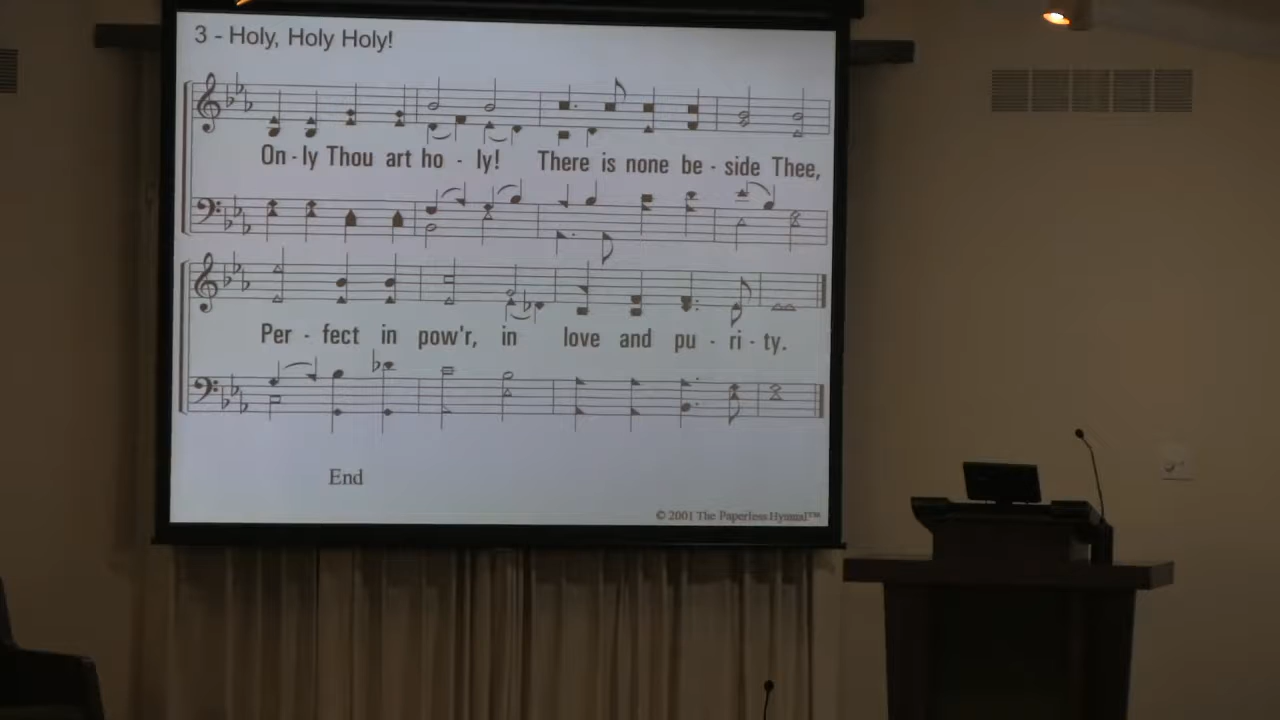 3 - Holy, Holy Holy!
On - ly Thou art ho - ly! There is none be - side Thee,
Per - fect in pow'r, in love and pu - ri - ty.
End
© 2001 The Paperless Hymnal™